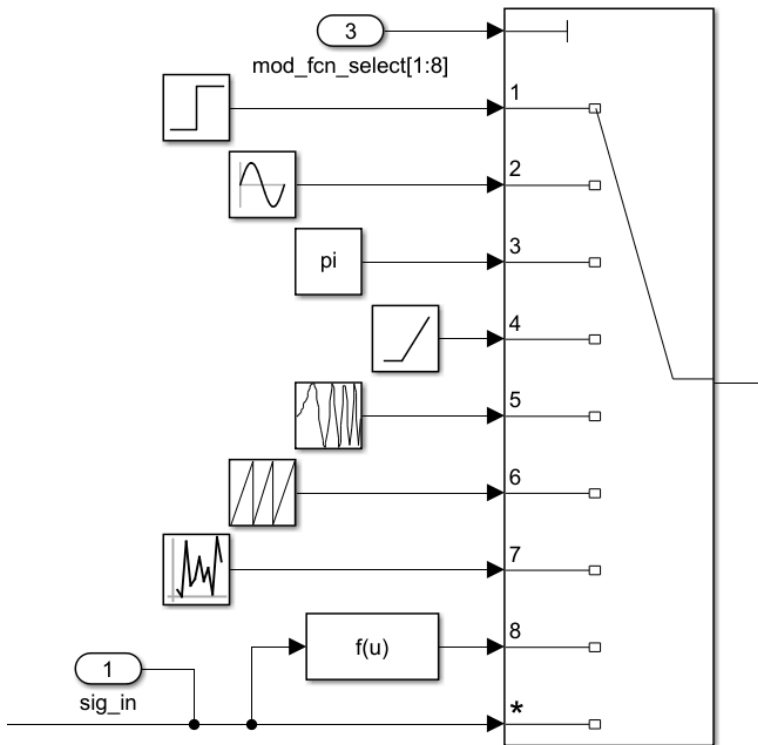 3
mod_fcn_select[1:8]
1
2
pi
3
4
5
6
7
f(u)
8
1
sig_in
*